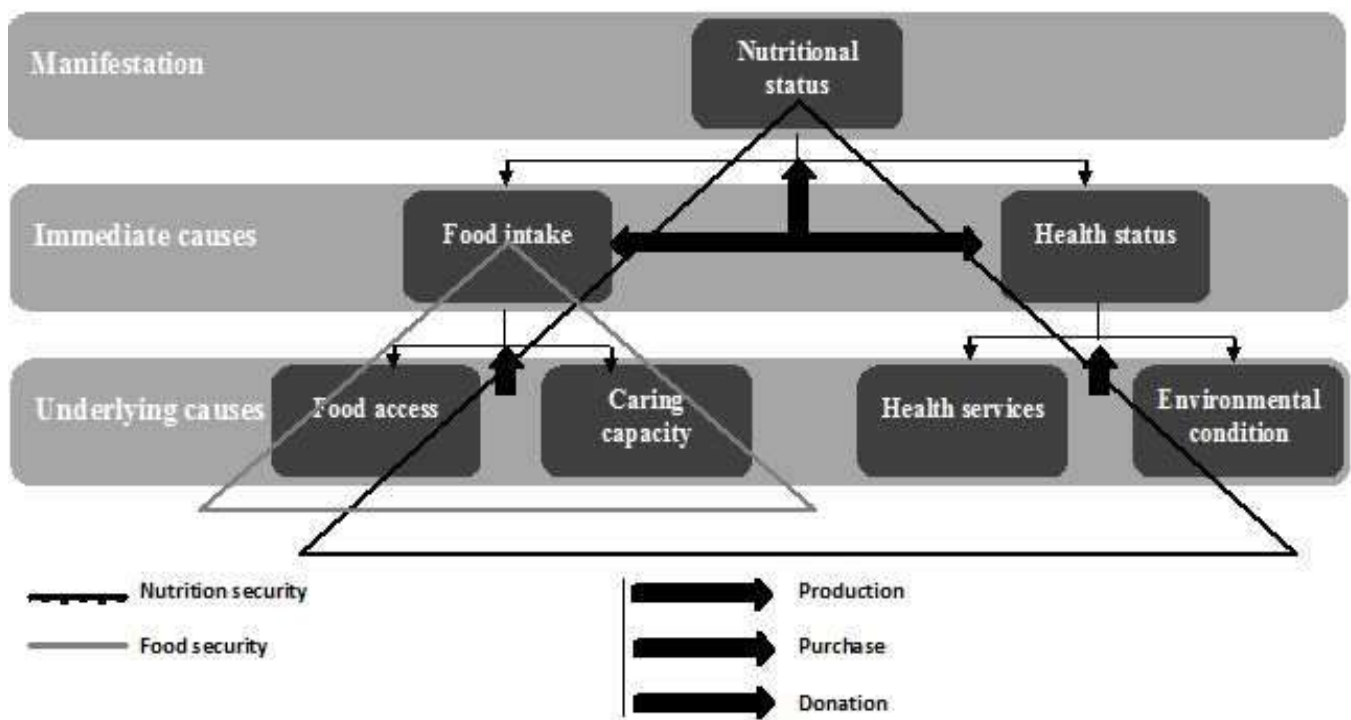 Manifestation
Nutritional
status
Immediate causes
Food intake
Health status
Underlying causes
Food access
Caring
capacity
Health services
Environmental
condition
Nutrition security
Food security
Production
Purchase
Donation